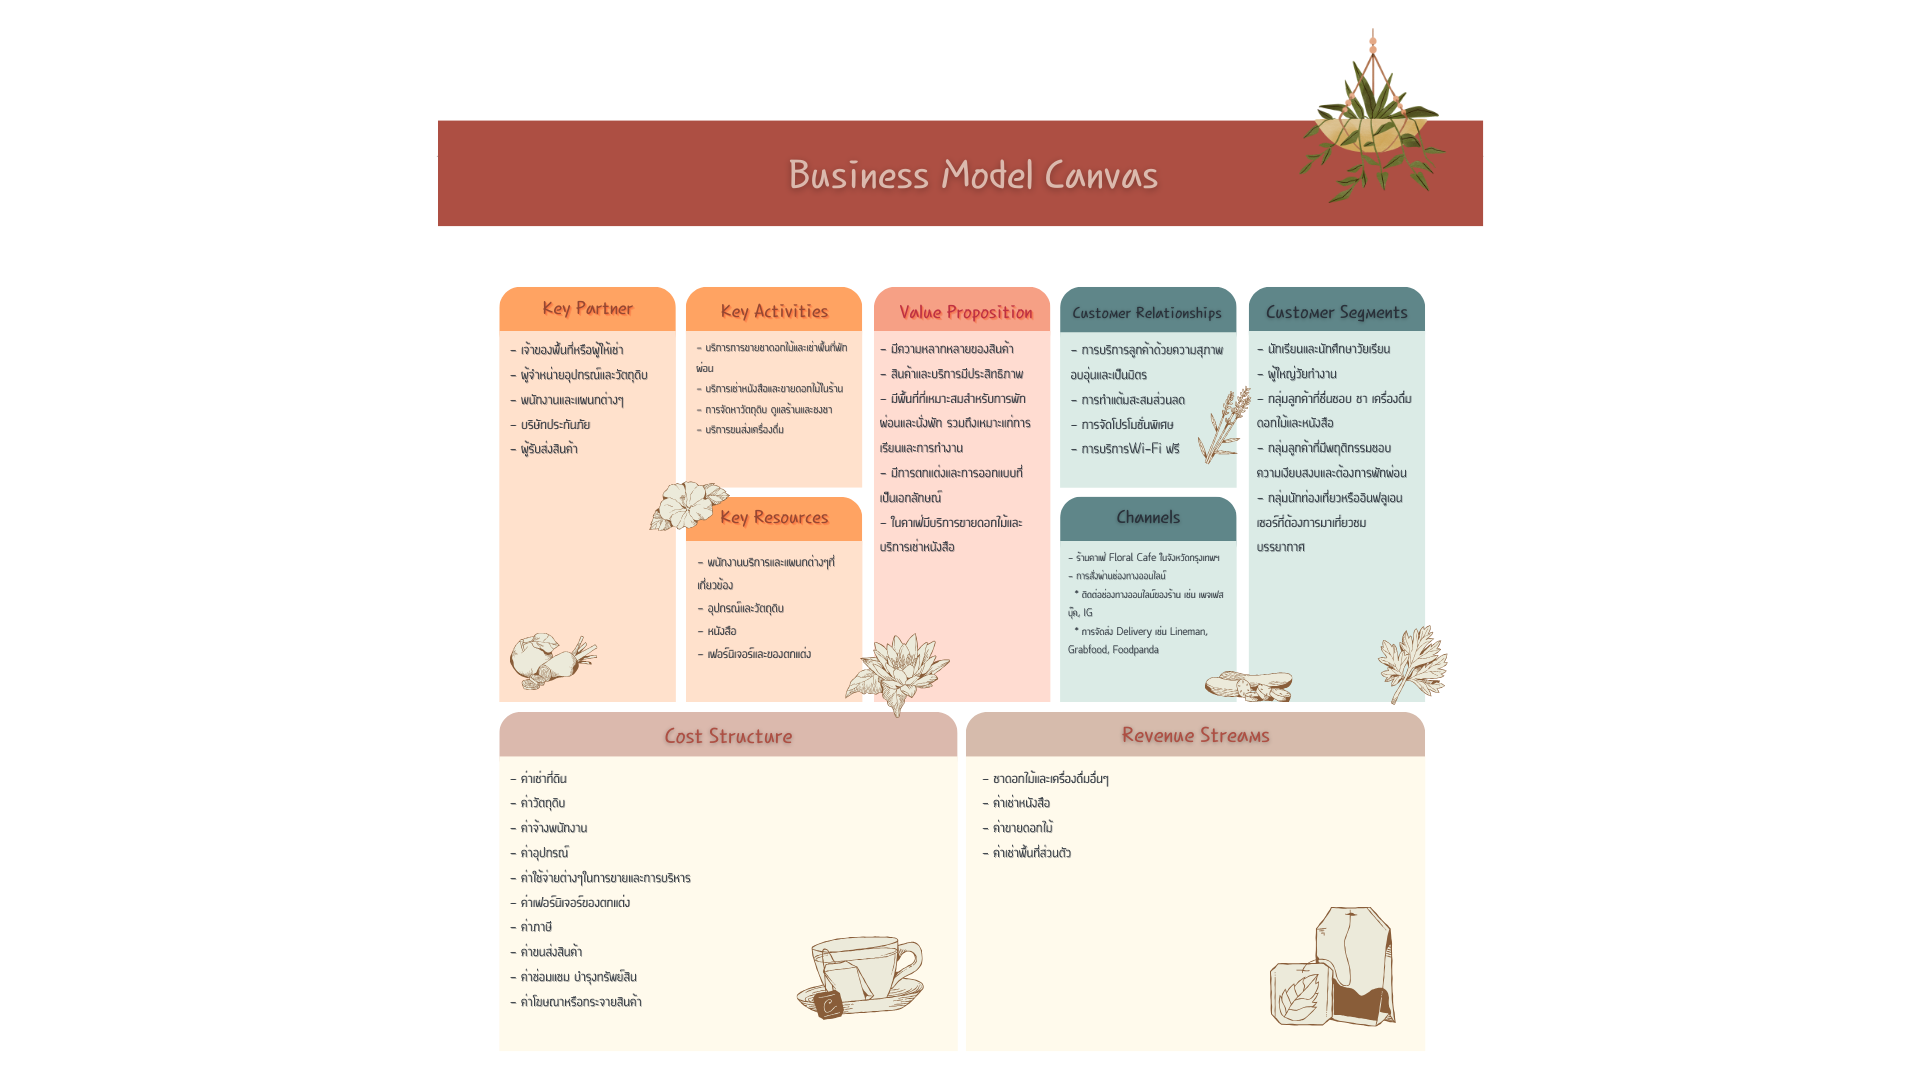 Business Model Canvas
Key Partner
- เจ้าของพื้นที่หรือผู้ให้เช่า
- ผู้จำหน่ายอุปกรณ์และวัตถุดิบ
- พนักงานและแผนกต่างๆ
- บริษัทประกันภัย
- ผู้รับส่งสินค้า
Key Activities
- บริการการขายชาดอกไม้และเช่าพื้นที่พัก
ผ่อน
- บริการเช่าหนังสือและขายดอกไม้ในร้าน
- การจัดหาวัตถุดิบ ดูแลร้านและชงชา
- บริการขนส่งเครื่องดื่ม
Key Resources
- พนักงานบริการและแผนกต่างๆที่
เกี่ยวข้อง
- อุปกรณ์และวัตถุดิบ
- หนังสือ
- เฟอร์นิเจอร์และของตกแต่ง
Value Proposition
- มีความหลากหลายของสินค้า
- สินค้าและบริการมีประสิทธิภาพ
- มีพื้นที่ที่เหมาะสมสำหรับการพัก
ผ่อนและนั่งพัก รวมถึงเหมาะแก่การ
เรียนและการทำงาน
- มีการตกแต่งและการออกแบบที่
เป็นเอกลักษณ์
- ในคาเฟ่มีบริการขายดอกไม้และ
บริการเช่าหนังสือ
Customer Relationships
- การบริการลูกค้าด้วยความสุภาพ
อบอุ่นและเป็นมิตร
- การทำแต้มสะสมส่วนลด
- การจัดโปรโมชั่นพิเศษ
- การบริการWi-Fi ฟรี
Channels
- ร้านคาเฟ่ Floral Cafe ในจังหวัดกรุงเทพฯ
- การสั่งผ่านช่องทางออนไลน์
* ติดต่อช่องทางออนไลน์ของร้าน เช่น เพจเฟส
บุ๊ค, IG
* การจัดส่ง Delivery เช่น Lineman,
Grabfood, Foodpanda
Customer Segments
- นักเรียนและนักศึกษาวัยเรียน
- ผู้ใหญ่วัยทำงาน
- กลุ่มลูกค้าที่ชื่นชอบ ชา เครื่องดื่ม
ดอกไม้และหนังสือ
- กลุ่มลูกค้าที่มีพฤติกรรมชอบ
ความเงียบสงบและต้องการพักผ่อน
- กลุ่มนักท่องเที่ยวหรืออินฟลูเอน
เซอร์ที่ต้องการมาเที่ยวชม
บรรยากาศ
Cost Structure
- ค่าเช่าที่ดิน
- ค่าวัตถุดิบ
- ค่าจ้างพนักงาน
- ค่าอุปกรณ์
- ค่าใช้จ่ายต่างๆในการขายและการบริหาร
- ค่าเฟอร์นิเจอร์ของตกแต่ง
- ค่าภาษี
- ค่าขนส่งสินค้า
- ค่าซ่อมแซม บำรุงทรัพย์สิน
- ค่าโฆษณาหรือกระจายสินค้า
Revenue Streams
- ชาดอกไม้และเครื่องดื่มอื่นๆ
- ค่าเช่าหนังสือ
- ค่าขายดอกไม้
- ค่าเช่าพื้นที่ส่วนตัว